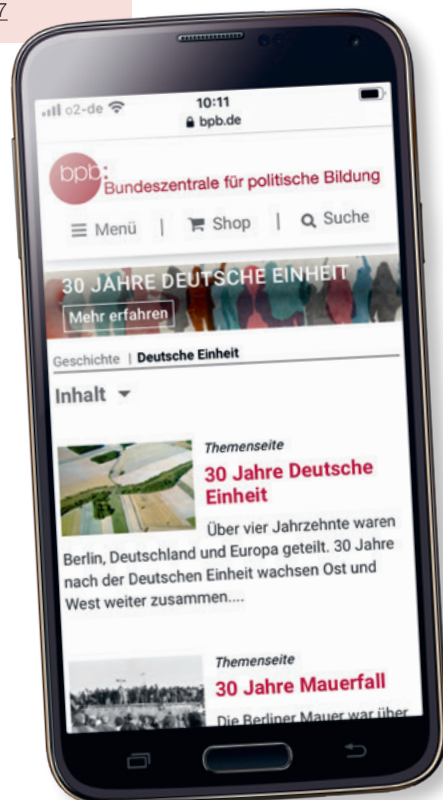 7
o2-de
10:11
bpb.de
bpb:
Bundeszentrale für politische Bildung
Menü | Shop | Suche
30 JAHRE DEUTSCHE EINHEIT
Mehr erfahren
Geschichte | Deutsche Einheit
Inhalt
Themenseite
30 Jahre Deutsche
Einheit
Über vier Jahrzehnte waren
Berlin, Deutschland und Europa geteilt. 30 Jahre
nach der Deutschen Einheit wachsen Ost und
West weiter zusammen....
Themenseite
30 Jahre Mauerfall
Die Berliner Mauer war über